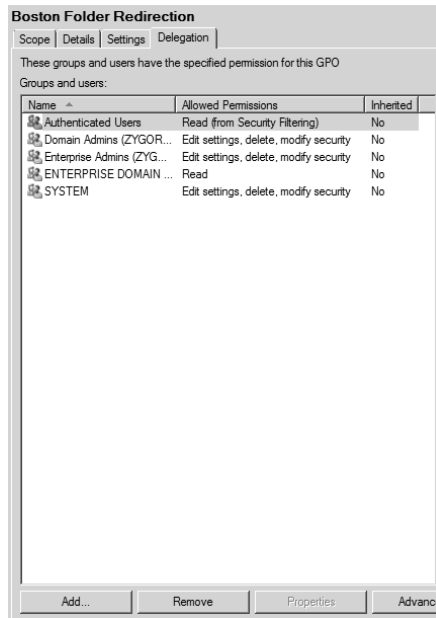 Boston Folder Redirection
Scope Details Settings Delegation
These groups and users have the specified permission for this GPO
Groups and users:
Name Allowed Permissions Inherited
Authenticated Users Read (from Security Filtering) No
Domain Admins (ZYGOR... Edit settings, delete, modify security No
Enterprise Admins (ZYG... Edit settings, delete, modify security No
ENTERPRISE DOMAIN ... Read No
SYSTEM Edit settings, delete, modify security No
Add... Remove Properties Advanc